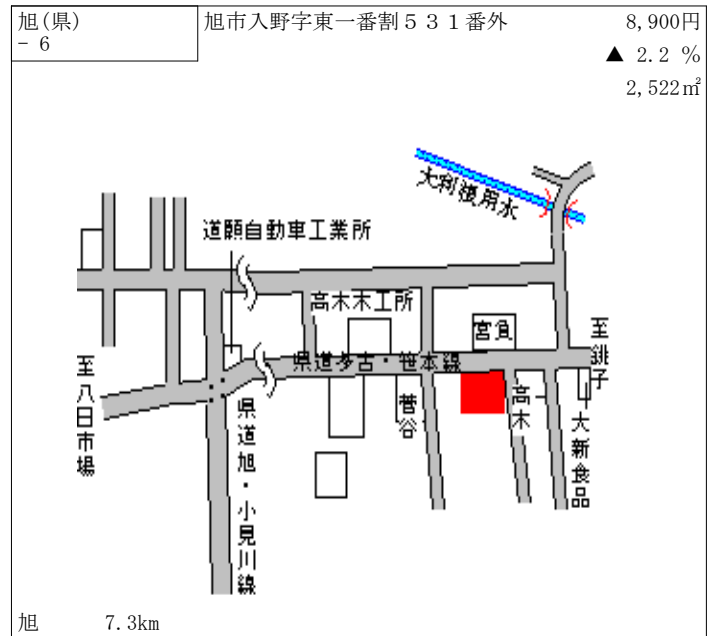 旭(県)
- 6
旭市入野字東一番割５３１番外
8,900円
▲ 2.2 %
2,522㎡
大利根用水
道願自動車工業所
高木木工所
宮負
至銚子
県道多古・笹本線
至八日市場
菅谷
高木
大新食品
県道旭・小見川線
旭 7.3km